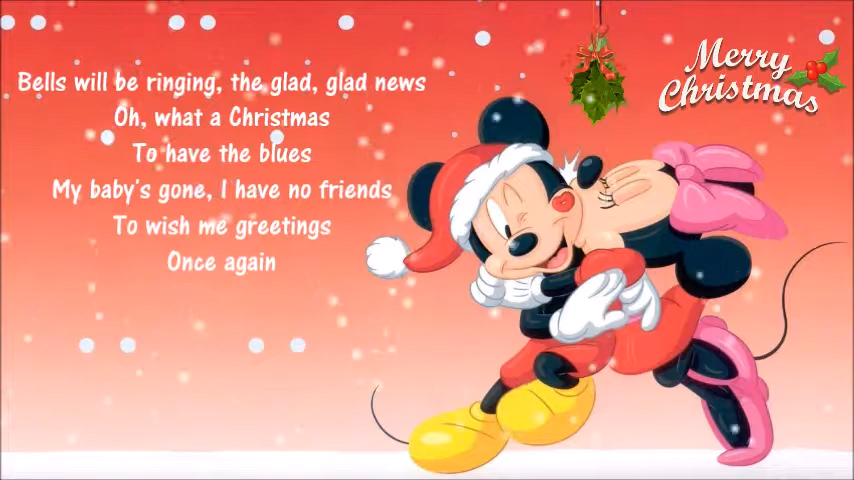 Bells will be ringing, the glad, glad news
Oh, what a Christmas
To have the blues
My baby's gone, I have no friends
To wish me greetings
Once again
Merry
Christmas